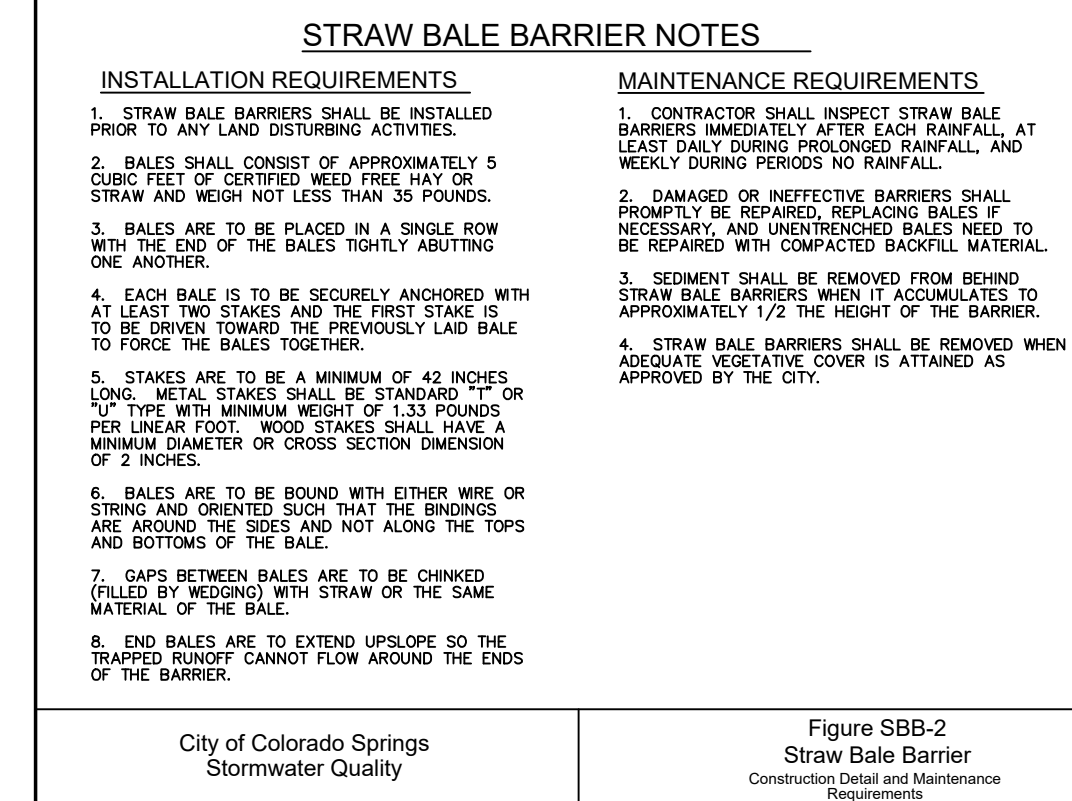 STRAW BALE BARRIER NOTES
INSTALLATION REQUIREMENTS
1. STRAW BALE BARRIERS SHALL BE INSTALLED
PRIOR TO ANY LAND DISTURBING ACTIVITIES.
2. BALES SHALL CONSIST OF APPROXIMATELY 5
CUBIC FEET OF CERTIFIED WEED FREE HAY OR
STRAW AND WEIGH NOT LESS THAN 35 POUNDS.
3. BALES ARE TO BE PLACED IN A SINGLE ROW
WITH THE END OF THE BALES TIGHTLY ABUTTING
ONE ANOTHER.
4. EACH BALE IS TO BE SECURELY ANCHORED WITH
AT LEAST TWO STAKES AND THE FIRST STAKE IS
TO BE DRIVEN TOWARD THE PREVIOUSLY LAID BALE
TO FORCE THE BALES TOGETHER.
5. STAKES ARE TO BE A MINIMUM OF 42 INCHES
LONG. METAL STAKES SHALL BE STANDARD "T" OR
"U" TYPE WITH MINIMUM WEIGHT OF 1.33 POUNDS
PER LINEAR FOOT. WOOD STAKES SHALL HAVE A
MINIMUM DIAMETER OR CROSS SECTION DIMENSION
OF 2 INCHES.
6. BALES ARE TO BE BOUND WITH EITHER WIRE OR
STRING AND ORIENTED SUCH THAT THE BINDINGS
ARE AROUND THE SIDES AND NOT ALONG THE TOPS
AND BOTTOMS OF THE BALE.
7. GAPS BETWEEN BALES ARE TO BE CHINKED
(FILLED BY WEDGING) WITH STRAW OR THE SAME
MATERIAL OF THE BALE.
8. END BALES ARE TO EXTEND UPSLOPE SO THE
TRAPPED RUNOFF CANNOT FLOW AROUND THE ENDS
OF THE BARRIER.
MAINTENANCE REQUIREMENTS
1. CONTRACTOR SHALL INSPECT STRAW BALE
BARRIERS IMMEDIATELY AFTER EACH RAINFALL, AT
LEAST DAILY DURING PROLONGED RAINFALL, AND
WEEKLY DURING PERIODS NO RAINFALL.
2. DAMAGED OR INEFFECTIVE BARRIERS SHALL
PROMPTLY BE REPAIRED, REPLACING BALES IF
NECESSARY, AND UNENTRENCHED BALES NEED TO
BE REPAIRED WITH COMPACTED BACKFILL MATERIAL.
3. SEDIMENT SHALL BE REMOVED FROM BEHIND
STRAW BALE BARRIERS WHEN IT ACCUMULATES TO
APPROXIMATELY 1/2 THE HEIGHT OF THE BARRIER.
4. STRAW BALE BARRIERS SHALL BE REMOVED WHEN
ADEQUATE VEGETATIVE COVER IS ATTAINED AS
APPROVED BY THE CITY.
City of Colorado Springs
Stormwater Quality
Figure SBB-2
Straw Bale Barrier
Construction Detail and Maintenance
Requirements